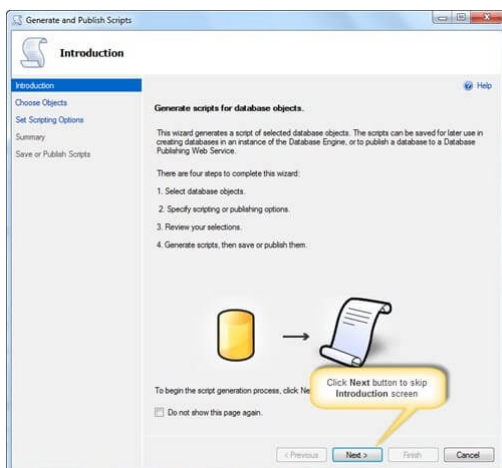 Generate and Publish Scripts
Introduction
Introduction
Help
Choose Objects
Set Scripting Options
Summary
Save or Publish Scripts
Generate scripts for database objects.
This wizard generates a script of selected database objects. The scripts can be saved for later use in
creating databases in an instance of the Database Engine, or to publish a database to a Database
Publishing Web Service.
There are four steps to complete this wizard:
1. Select database objects.
2. Specify scripting or publishing options.
3. Review your selections.
4. Generate scripts, then save or publish them.
To begin the script generation process, click Ne
Click Next button to skip
Introduction screen
Do not show this page again.
< Previous
Next >
Finish
Cancel